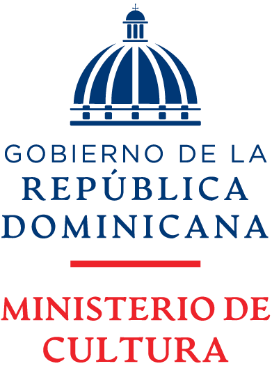 GOBIERNO DE LA
REPÚBLICA
DOMINICANA
MINISTERIO DE
CULTURA